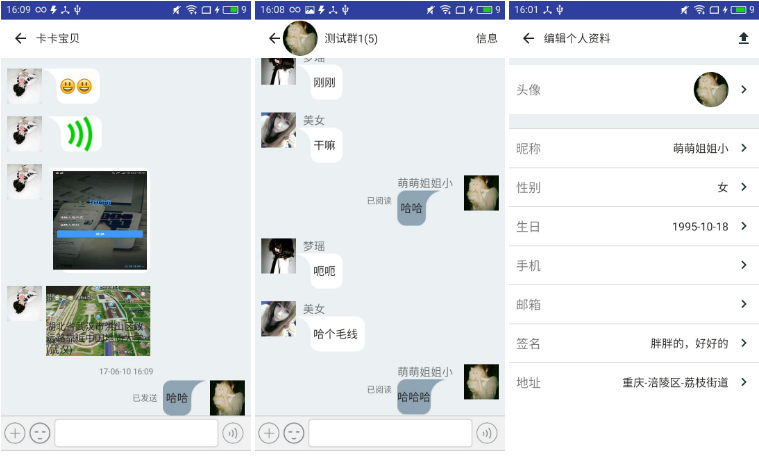 16:09
9
卡卡宝贝
17-06-10 16:09
已发送
哈哈
16:08
9
测试群1(5)
信息
梦瑶
刚刚
美女
干嘛
萌萌姐姐小
已阅读
哈哈
梦瑶
呃呃
美女
哈个毛线
萌萌姐姐小
已阅读
哈哈哈
16:01
9
编辑个人资料
头像
昵称
萌萌姐姐小
性别
女
生日
1995-10-18
手机
邮箱
签名
胖胖的，好好的
地址
重庆-涪陵区-荔枝街道